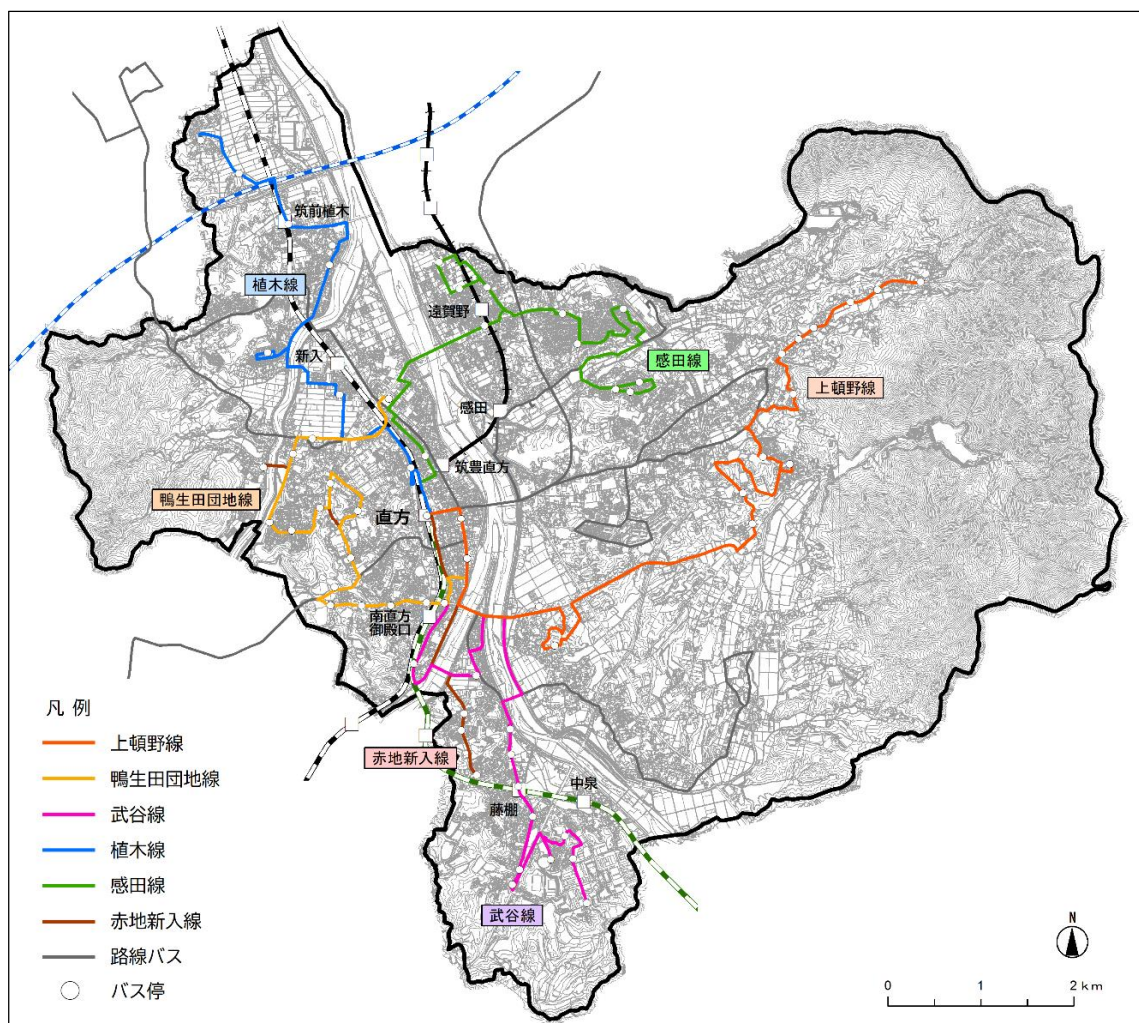 筑前植木
植木線
遠賀野
新入
感田線
上頓野線
感田
筑豊直方
鴨生田団地線
直方
南直方
御殿口
凡例
上頓野線
鴨生田団地線
武谷線
植木線
感田線
赤地新入線
路線バス
バス停
赤地新入線
中泉
藤棚
武谷線
N
0 1 2 km